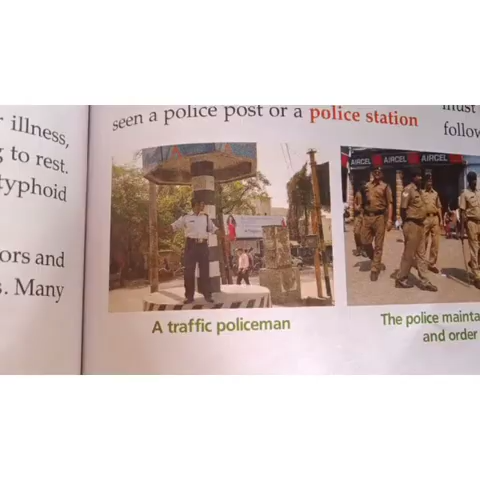 r illness,
to rest.
typhoid
ors and
s. Many
seen a police post or a police station
must
follow
AIRCEL AIRCEL AIRCEL
A traffic policeman
The police mainta
and order